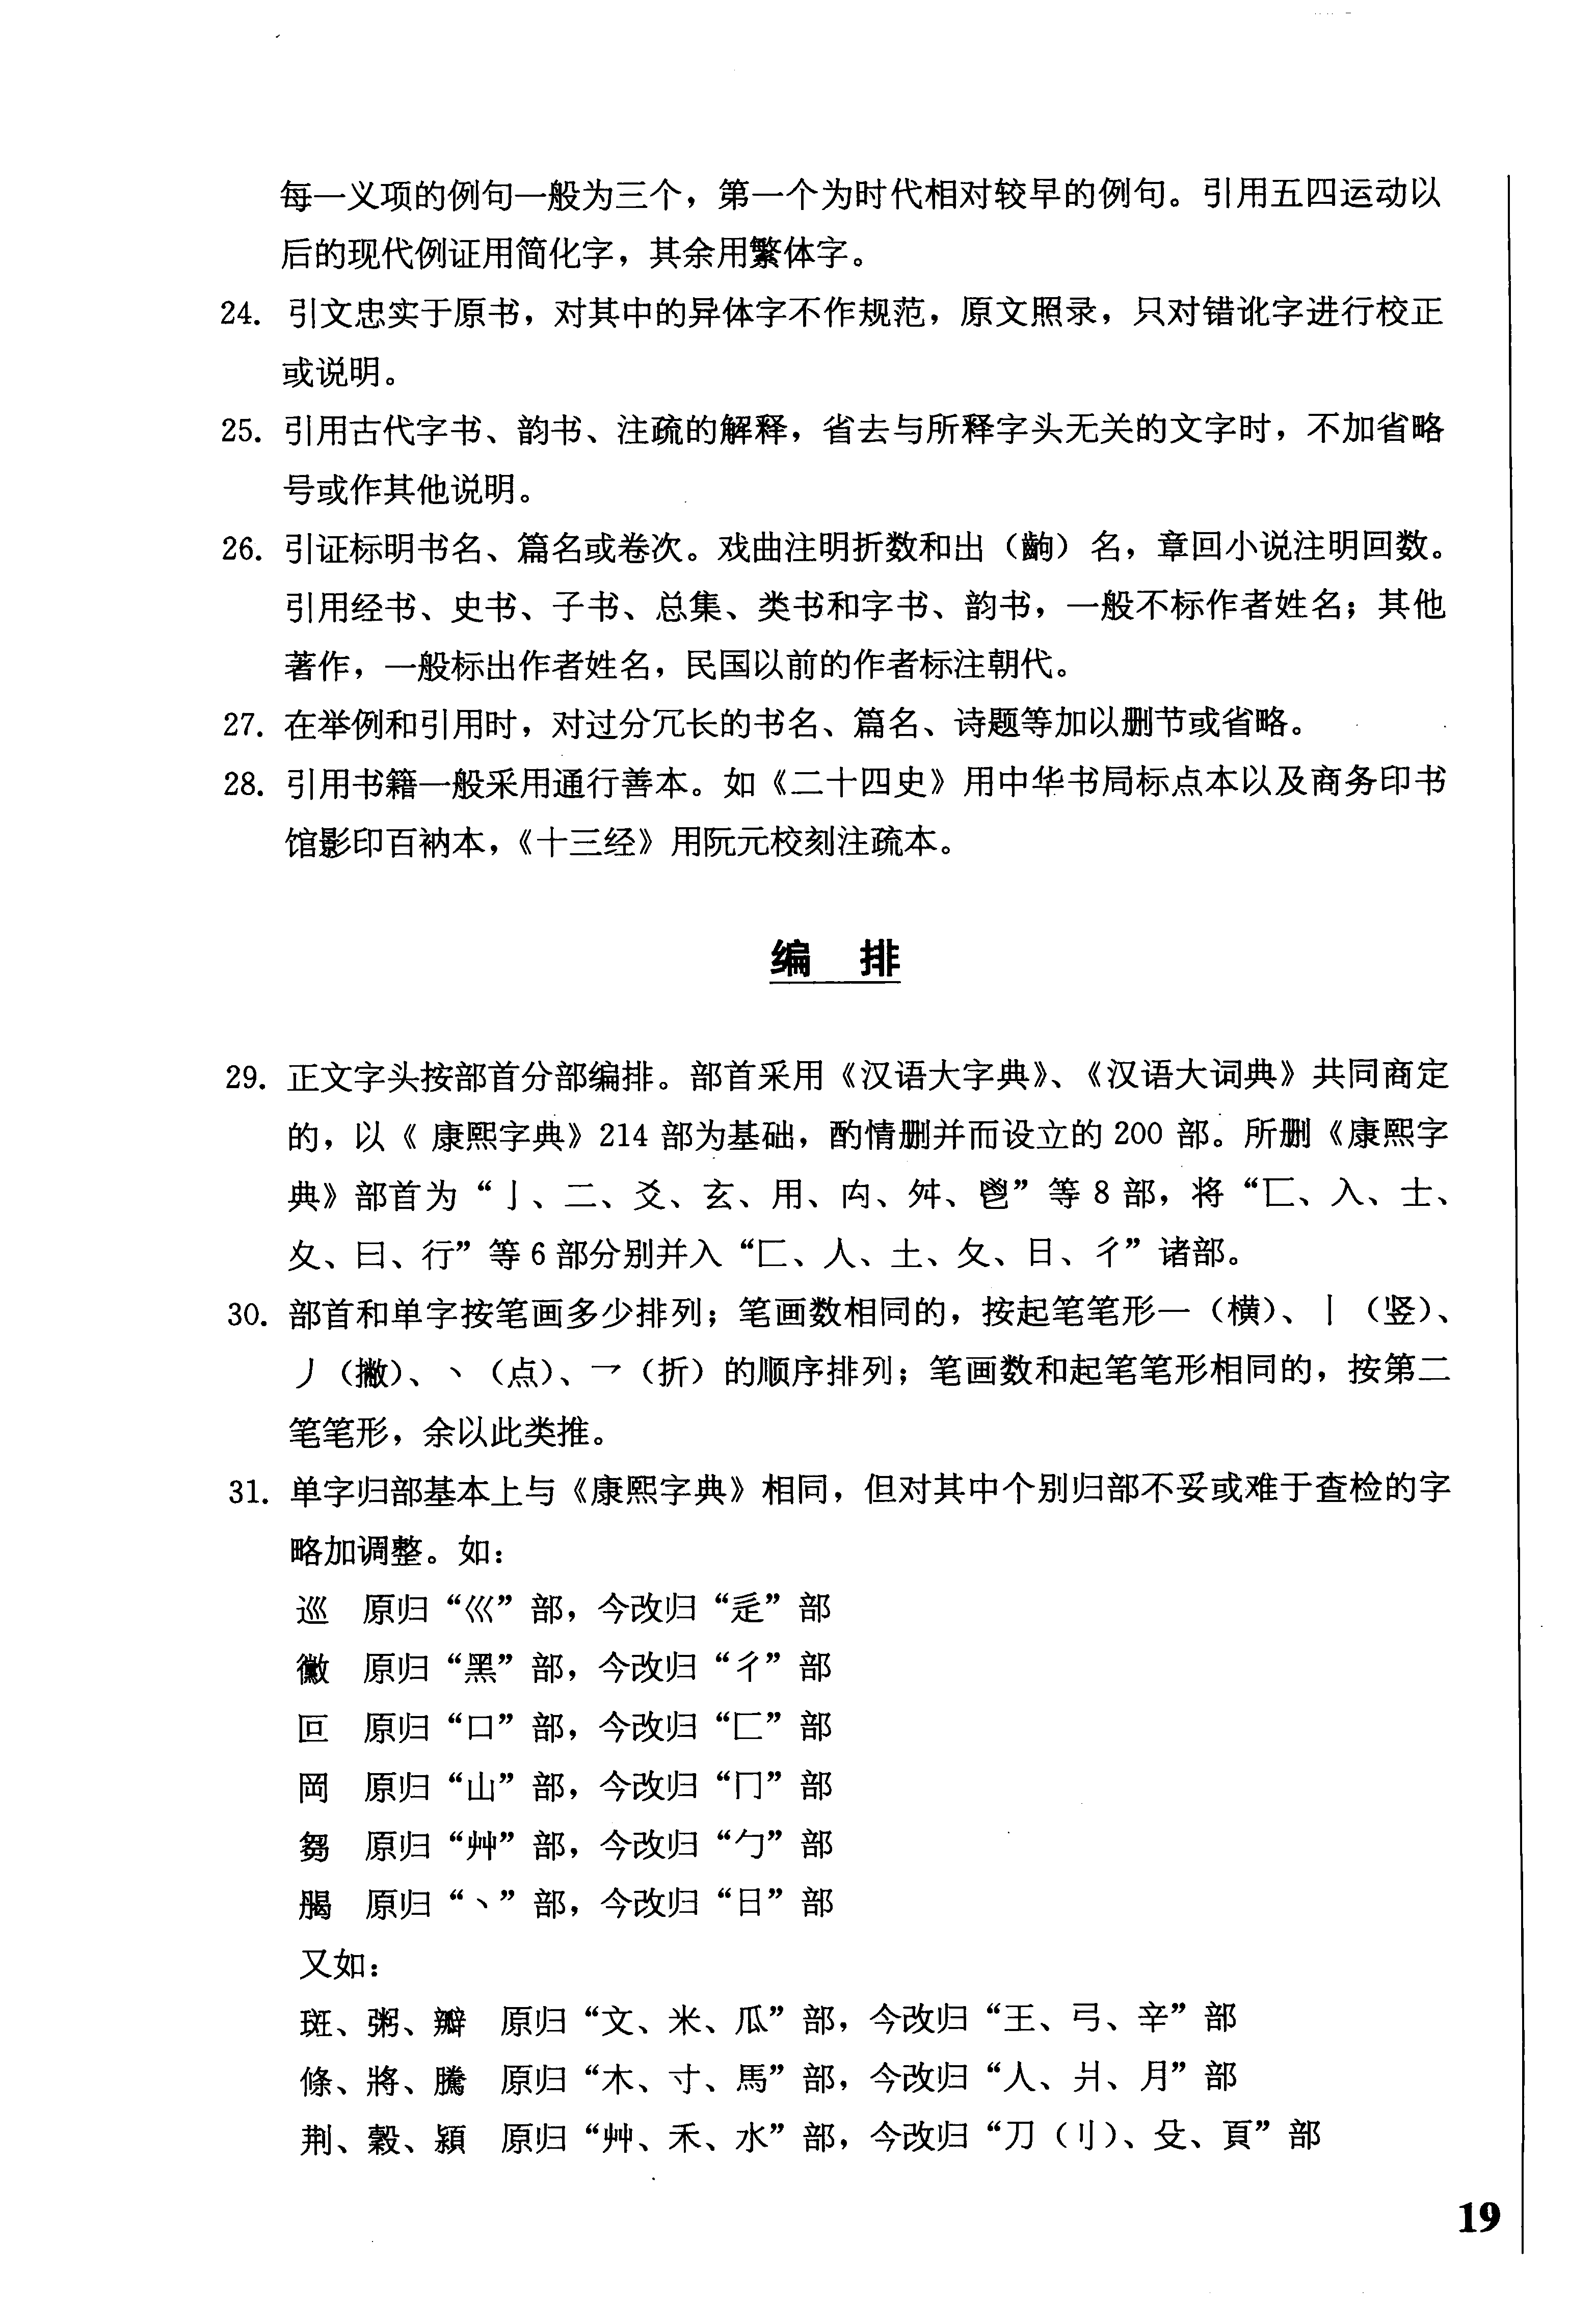 每一义项的例句一般为三个，第一个为时代相对较早的例句。引用五四运动以
后的现代例证用简化字，其余用繁体字。
24. 引文忠实于原书，对其中的异体字不作规范，原文照录，只对错讹字进行校正
或说明。
25. 引用古代字书、韵书、注疏的解释，省去与所释字头无关的文字时，不加省略
号或作其他说明。
26. 引证标明书名、篇名或卷次。戏曲注明折数和出（齣）名，章回小说注明回数。
引用经书、史书、子书、总集、类书和字书、韵书，一般不标作者姓名；其他
著作，一般标出作者姓名，民国以前的作者标注朝代。
27. 在举例和引用时，对过分冗长的书名、篇名、诗题等加以删节或省略。
28. 引用书籍一般采用通行善本。如《二十四史》用中华书局标点本以及商务印书
馆影印百衲本，《十三经》用阮元校刻注疏本。
编 排
29. 正文字头按部首分部编排。部首采用《汉语大字典》、《汉语大词典》共同商定
的，以《康熙字典》214 部为基础，酌情删并而设立的 200 部。所删《康熙字
典》部首为“亅、二、爻、玄、用、禸、舛、鬯”等 8 部，将“匸、入、士、
夊、曰、行”等 6 部分别并入“匚、人、土、夂、日、彳”诸部。
30. 部首和单字按笔画多少排列；笔画数相同的，按起笔笔形一（横）、丨（竖）、
丿（撇）、丶（点）、乛（折）的顺序排列；笔画数和起笔笔形相同的，按第二
笔笔形，余以此类推。
31. 单字归部基本上与《康熙字典》相同，但对其中个别归部不妥或难于查检的字
略加调整。如：
巡 原归“巛”部，今改归“辵”部
黴 原归“黑”部，今改归“彳”部
叵 原归“口”部，今改归“匚”部
岡 原归“山”部，今改归“冂”部
芻 原归“艸”部，今改归“勹”部
原归“丶”部，今改归“日”部
又如：
斑、粥、瓣 原归“文、米、瓜”部，今改归“王、弓、辛”部
條、將、騰 原归“木、寸、馬”部，今改归“人、爿、月”部
荆、穀、潁 原归“艸、禾、水”部，今改归“刀（刂）、殳、頁”部
19